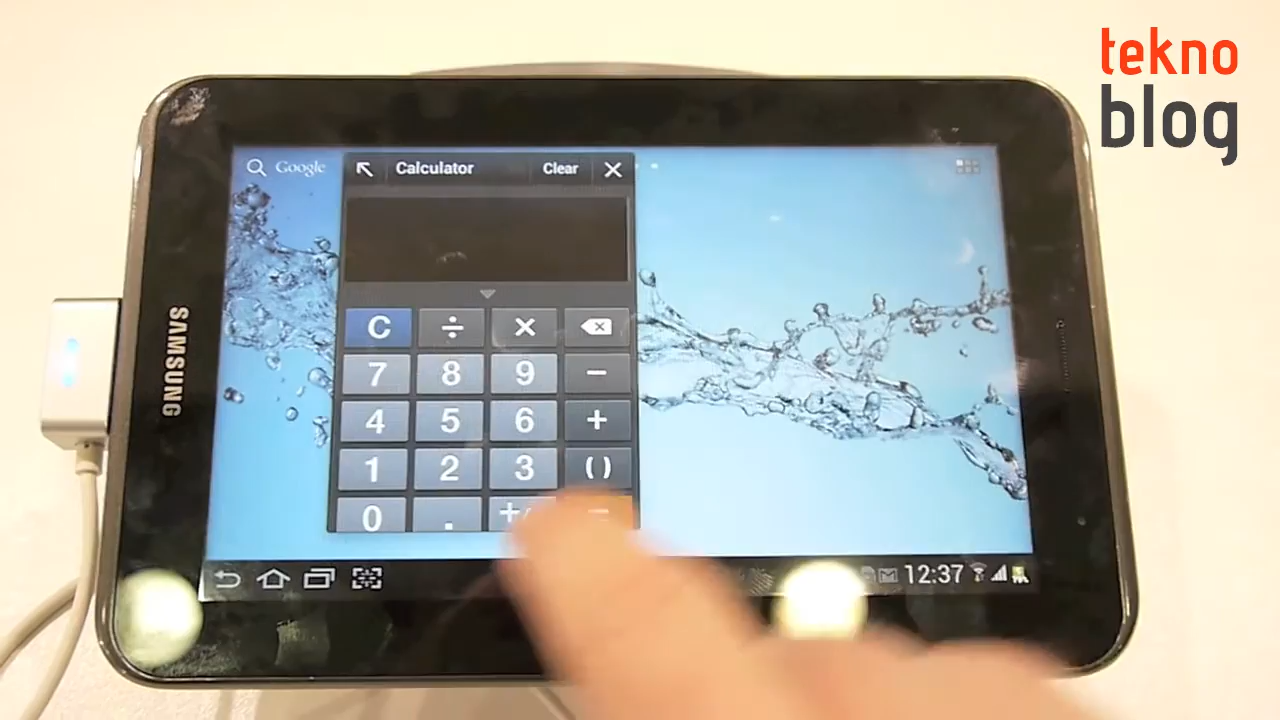 tekno
blog
Google
Calculator
Clear
SAMSUNG
C ÷ ×
7 8 9 −
4 5 6 +
1 2 3 ( )
0 .
12:37